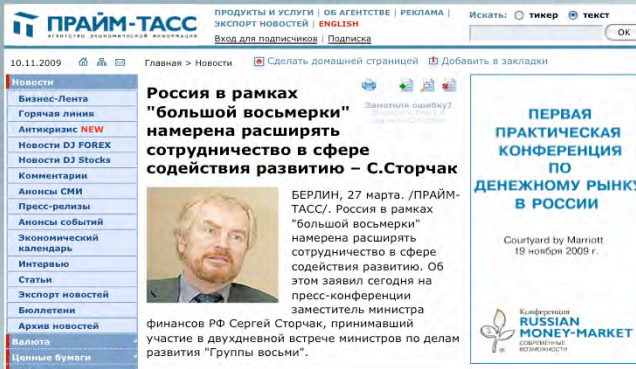 ПРАЙМ-ТАСС
АГЕНТСТВО ЭКОНОМИЧЕСКОЙ ИНФОРМАЦИИ
ПРОДУКТЫ И УСЛУГИ | ОБ АГЕНТСТВЕ | РЕКЛАМА |
ЭКСПОРТ НОВОСТЕЙ | ENGLISH
Вход для подписчиков | Подписка
Искать: тикер текст
ОК
10.11.2009
Главная > Новости
Сделать домашней страницей
Добавить в закладки
Новости
Бизнес-Лента
Горячая линия
Антикризис NEW
Новости DJ FOREX
Новости DJ Stocks
Комментарии
Анонсы СМИ
Пресс-релизы
Анонсы событий
Экономический
календарь
Интервью
Статьи
Экспорт новостей
Бюллетени
Архив новостей
Валюта
Ценные бумаги
Заметили ошибку?
Россия в рамках
"большой восьмерки"
намерена расширять
сотрудничество в сфере
содействия развитию – С.Сторчак
БЕРЛИН, 27 марта. /ПРАЙМ-
ТАСС/. Россия в рамках
"большой восьмерки"
намерена расширять
сотрудничество в сфере
содействия развитию. Об
этом заявил сегодня на
пресс-конференции
заместитель министра
финансов РФ Сергей Сторчак, принимавший
участие в двухдневной встрече министров по делам
развития "Группы восьми".
ПЕРВАЯ
ПРАКТИЧЕСКАЯ
КОНФЕРЕНЦИЯ
ПО
ДЕНЕЖНОМУ РЫНКУ
В РОССИИ
Courtyard by Marriott
19 ноября 2009 г.
Конференция
RUSSIAN
MONEY-MARKET
СОВРЕМЕННЫЕ
ВОЗМОЖНОСТИ